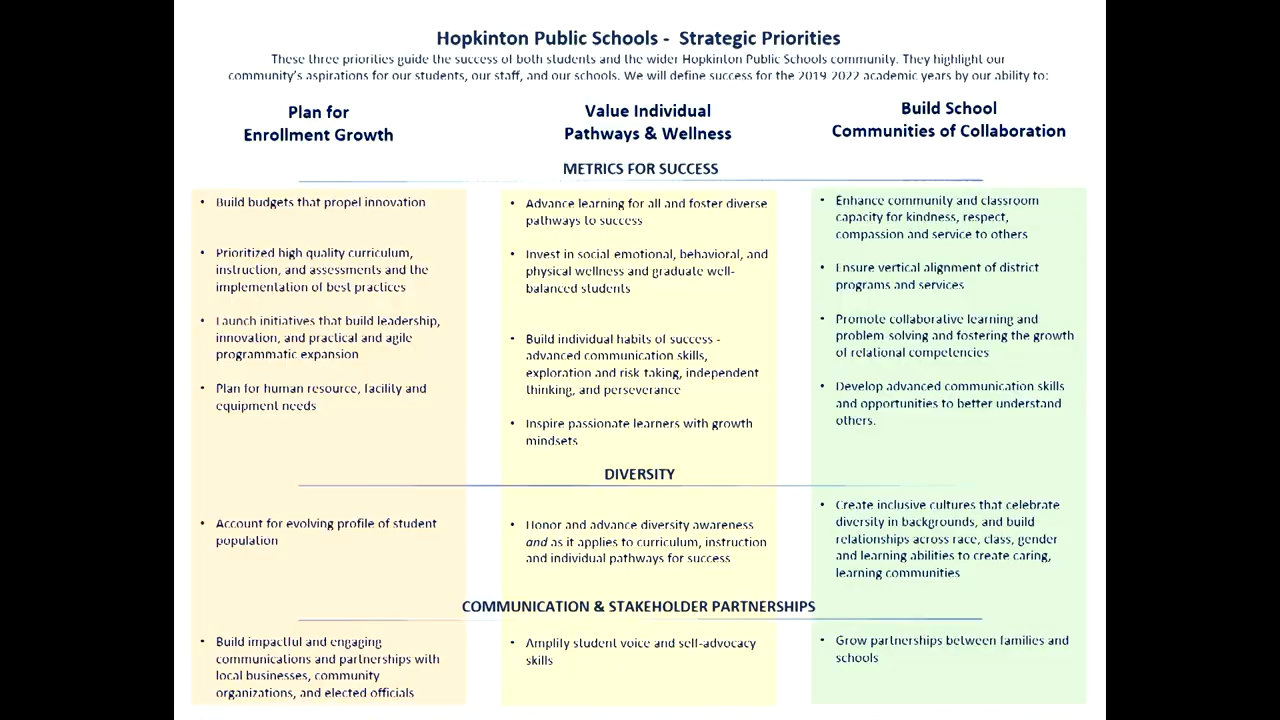 Hopkinton Public Schools - Strategic Priorities
These three priorities guide the success of both students and the wider Hopkinton Public Schools community. They highlight our
community's aspirations for our students, our staff, and our schools. We will define success for the 2019 2022 academic years by our ability to:
Plan for
Enrollment Growth
Value Individual
Pathways & Wellness
Build School
Communities of Collaboration
METRICS FOR SUCCESS
• Build budgets that propel innovation
• Prioritized high quality curriculum,
instruction, and assessments and the
implementation of best practices
• Launch initiatives that build leadership,
innovation, and practical and agile
programmatic expansion
• Plan for human resource, facility and
equipment needs
• Advance learning for all and foster diverse
pathways to success
• Invest in social emotional, behavioral, and
physical wellness and graduate well-
balanced students
• Build individual habits of success -
advanced communication skills,
exploration and risk taking, independent
thinking, and perseverance
• Inspire passionate learners with growth
mindsets
• Enhance community and classroom
capacity for kindness, respect,
compassion and service to others
• Ensure vertical alignment of district
programs and services
• Promote collaborative learning and
problem solving and fostering the growth
of relational competencies
• Develop advanced communication skills
and opportunities to better understand
others.
DIVERSITY
• Account for evolving profile of student
population
• Honor and advance diversity awareness
and as it applies to curriculum, instruction
and individual pathways for success
• Create inclusive cultures that celebrate
diversity in backgrounds, and build
relationships across race, class, gender
and learning abilities to create caring,
learning communities
COMMUNICATION & STAKEHOLDER PARTNERSHIPS
• Build impactful and engaging
communications and partnerships with
local businesses, community
organizations, and elected officials
• Amplify student voice and self-advocacy
skills
• Grow partnerships between families and
schools